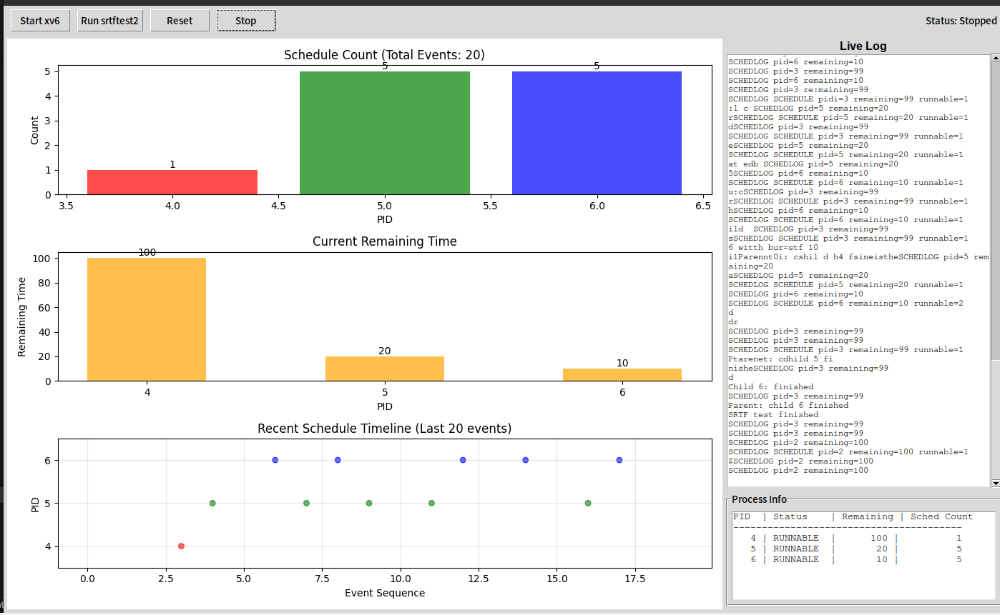 Start xv6
Run srtftest2
Reset
Stop
Status: Stopped
Schedule Count (Total Events: 20)
5
4
3
2
1
0
Count
1
5
5
3.5 4.0 4.5 5.0 5.5 6.0 6.5
PID
Current Remaining Time
100
80
60
40
20
0
Remaining Time
100
20
10
4 5 6
PID
Recent Schedule Timeline (Last 20 events)
6
5
4
PID
0.0 2.5 5.0 7.5 10.0 12.5 15.0 17.5
Event Sequence
Live Log
SCHEDLOG pid=6 remaining=10
SCHEDLOG pid=3 remaining=99
SCHEDLOG pid=6 remaining=10
SCHEDLOG pid=3 re:maining=99
SCHEDLOG SCHEDULE pidi=3 remaining=99 runnable=1
:l c SCHEDLOG pid=5 remaining=20
rSCHEDLOG SCHEDULE pid=5 remaining=20 runnable=1
dSCHEDLOG pid=3 remaining=99
SCHEDLOG SCHEDULE pid=3 remaining=99 runnable=1
eSCHEDLOG pid=5 remaining=20
SCHEDLOG SCHEDULE pid=5 remaining=20 runnable=1
at edb SCHEDLOG pid=5 remaining=20
5SCHEDLOG pid=6 remaining=10
SCHEDLOG SCHEDULE pid=6 remaining=10 runnable=1
u:cSCHEDLOG pid=3 remaining=99
rSCHEDLOG SCHEDULE pid=3 remaining=99 runnable=1
hSCHEDLOG pid=6 remaining=10
SCHEDLOG SCHEDULE pid=6 remaining=10 runnable=1
ild  SCHEDLOG pid=3 remaining=99
sSCHEDLOG SCHEDULE pid=3 remaining=99 runnable=1
6 witth bur=stf 10
i1Parennt0i: cshil d h4 fsineistheSCHEDLOG pid=5 rem
aining=20
aSCHEDLOG pid=5 remaining=20
SCHEDLOG SCHEDULE pid=5 remaining=20 runnable=1
SCHEDLOG pid=6 remaining=10
SCHEDLOG SCHEDULE pid=6 remaining=10 runnable=2
d
dr
SCHEDLOG pid=3 remaining=99
SCHEDLOG pid=3 remaining=99
SCHEDLOG SCHEDULE pid=3 remaining=99 runnable=1
Ptarenet: cdhild 5 fi
nisheSCHEDLOG pid=3 remaining=99
d
Child 6: finished
SCHEDLOG pid=3 remaining=99
Parent: child 6 finished
SRTF test finished
SCHEDLOG pid=3 remaining=99
SCHEDLOG pid=3 remaining=99
SCHEDLOG pid=2 remaining=100
SCHEDLOG SCHEDULE pid=2 remaining=100 runnable=1
$SCHEDLOG pid=2 remaining=100
SCHEDLOG pid=2 remaining=100
Process Info
PID | Status | Remaining | Sched Count
----------------------------------------
4 | RUNNABLE | 100 | 1
5 | RUNNABLE | 20 | 5
6 | RUNNABLE | 10 | 5